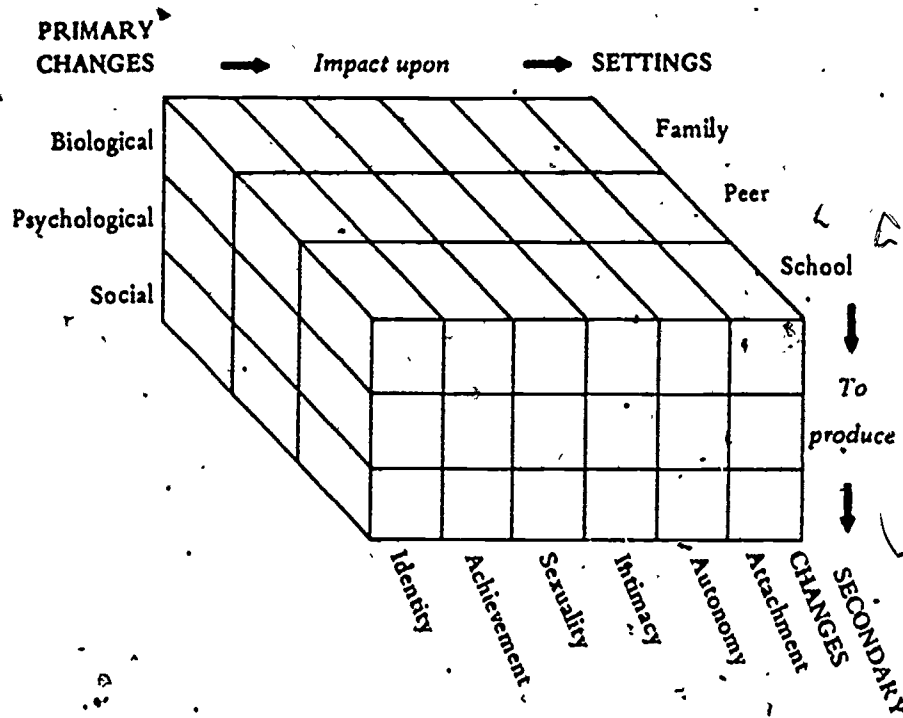 PRIMARY
CHANGES
Impact upon
SETTINGS
Biological
Psychological
Social
Family
Peer
School
To
produce
Identity
Achievement
Sexuality
Intimacy
Autonomy
Attachment
SECONDARY
CHANGES